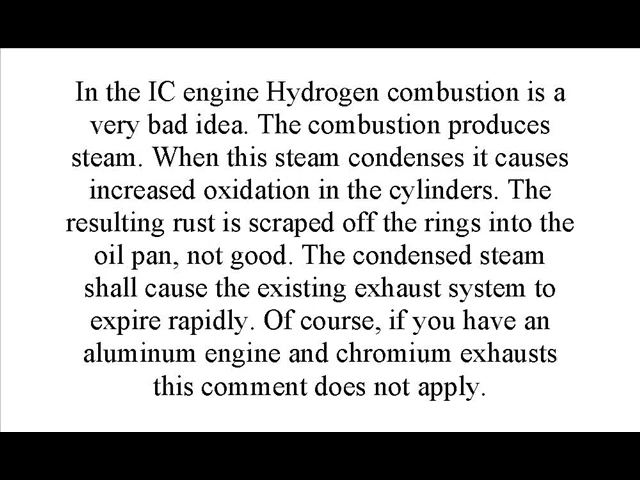 In the IC engine Hydrogen combustion is a
very bad idea. The combustion produces
steam. When this steam condenses it causes
increased oxidation in the cylinders. The
resulting rust is scraped off the rings into the
oil pan, not good. The condensed steam
shall cause the existing exhaust system to
expire rapidly. Of course, if you have an
aluminum engine and chromium exhausts
this comment does not apply.